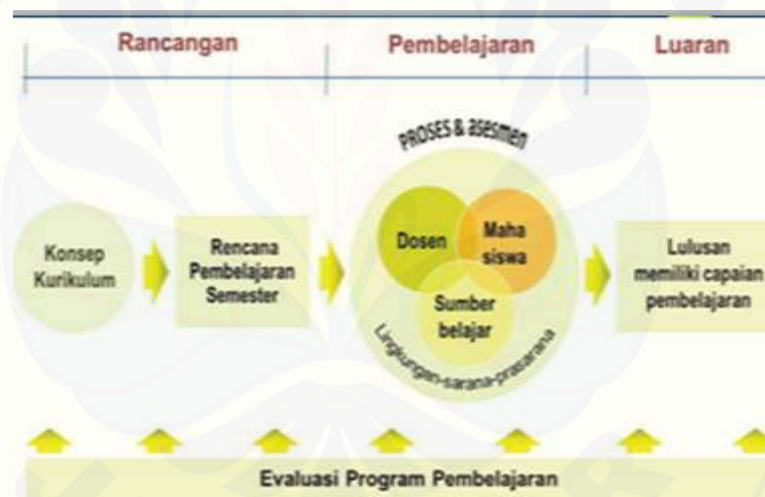 Rancangan
Pembelajaran
Luaran
PROSES & asesmen
Konsep
Kurikulum
Rencana
Pembelajaran
Semester
Dosen
Maha
siswa
Sumber
belajar
Lingkungan-sarana-prasarana
Lulusan
memiliki capaian
pembelajaran
Evaluasi Program Pembelajaran